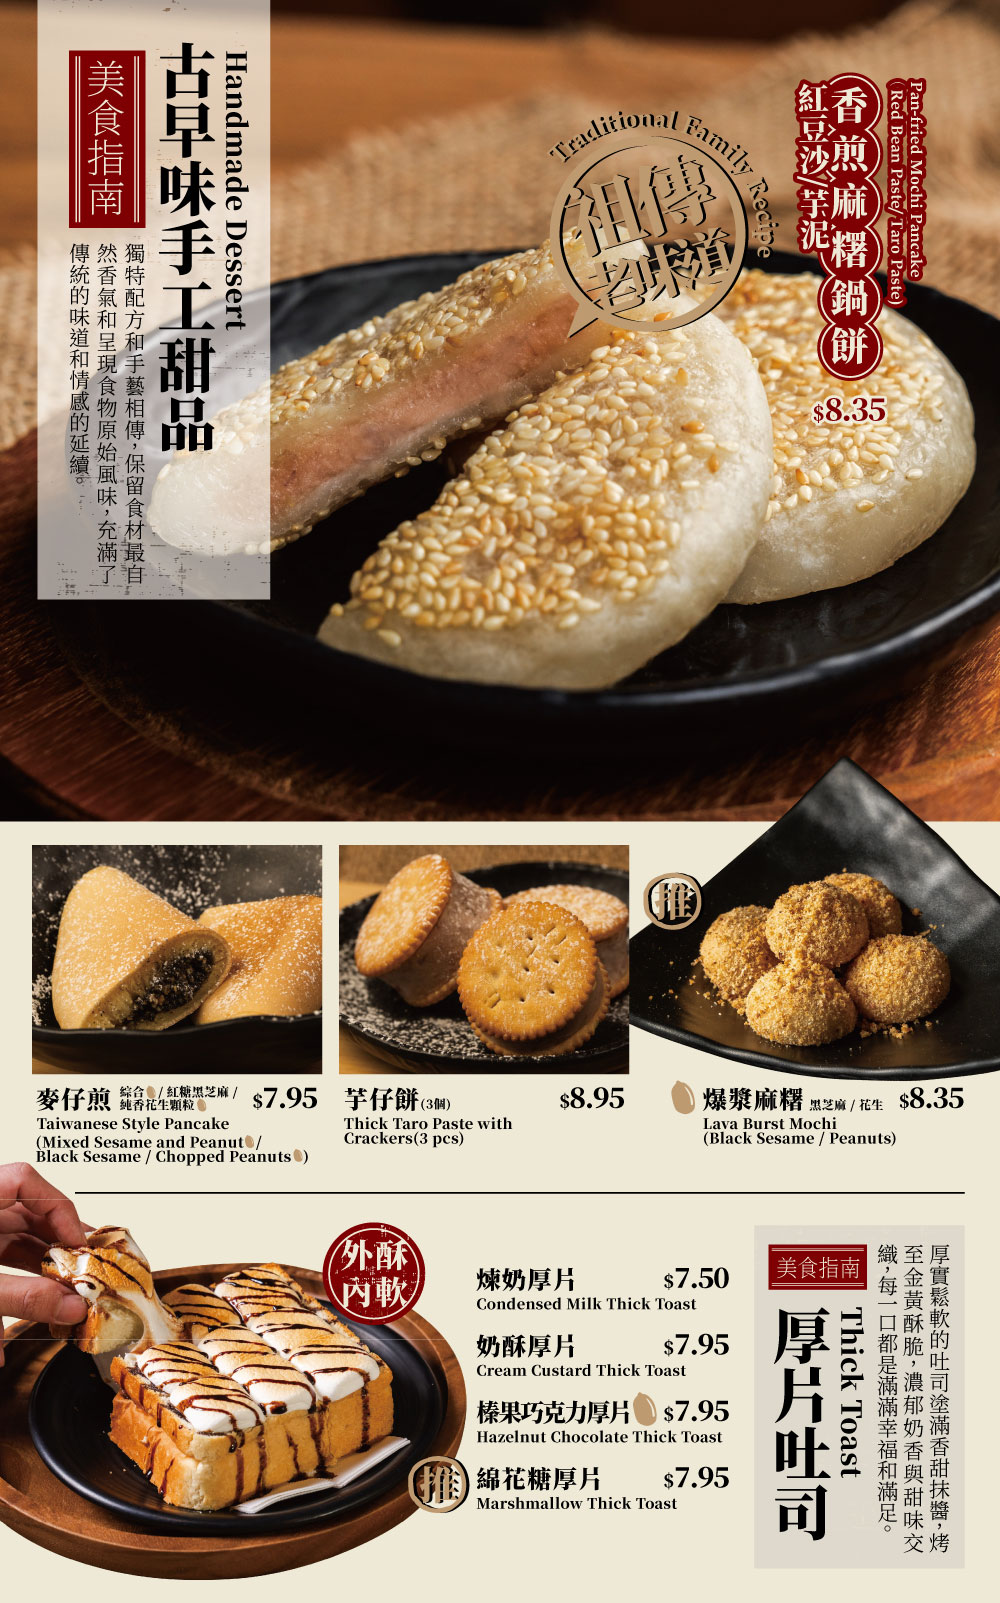 美食指南
古早味手工甜品
Handmade Dessert
獨特配方和手藝相傳，保留食材最自
然香氣和呈現食物原始風味，充滿了
傳統的味道和情感的延續。
Traditional Family Recipe
祖傳
老味道
香煎麻糬鍋餅
紅豆沙/芋泥
Pan-fried Mochi Pancake
(Red Bean Paste/Taro Paste)
$8.35
麥仔煎 綜合/紅糖黑芝麻/
純香花生顆粒
$7.95
Taiwanese Style Pancake
(Mixed Sesame and Peanut/
Black Sesame / Chopped Peanuts)
芋仔餅(3個) $8.95
Thick Taro Paste with
Crackers(3 pcs)
推
爆漿麻糬 黑芝麻 / 花生 $8.35
Lava Burst Mochi
(Black Sesame / Peanuts)
外酥
內軟
煉奶厚片 $7.50
Condensed Milk Thick Toast
奶酥厚片 $7.95
Cream Custard Thick Toast
榛果巧克力厚片 $7.95
Hazelnut Chocolate Thick Toast
推
綿花糖厚片 $7.95
Marshmallow Thick Toast
美食指南
厚片吐司
Thick Toast
厚實鬆軟的吐司塗滿香甜抹醬，烤
至金黃酥脆，濃郁奶香與甜味交
織，每一口都是滿滿幸福和滿足。